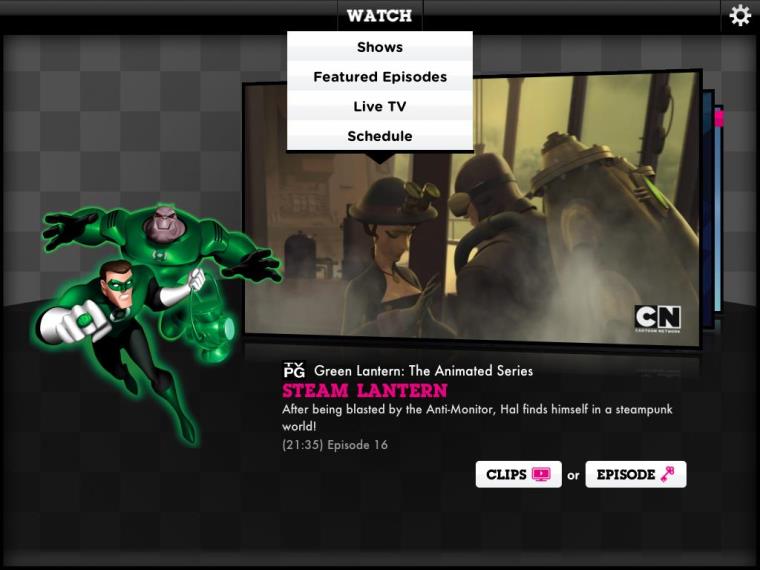 WATCH
Shows
Featured Episodes
Live TV
Schedule
CN
CARTOON NETWORK
TV
PG Green Lantern: The Animated Series
STEAM LANTERN
After being blasted by the Anti-Monitor, Hal finds himself in a steampunk
world!
(21:35) Episode 16
CLIPS or EPISODE